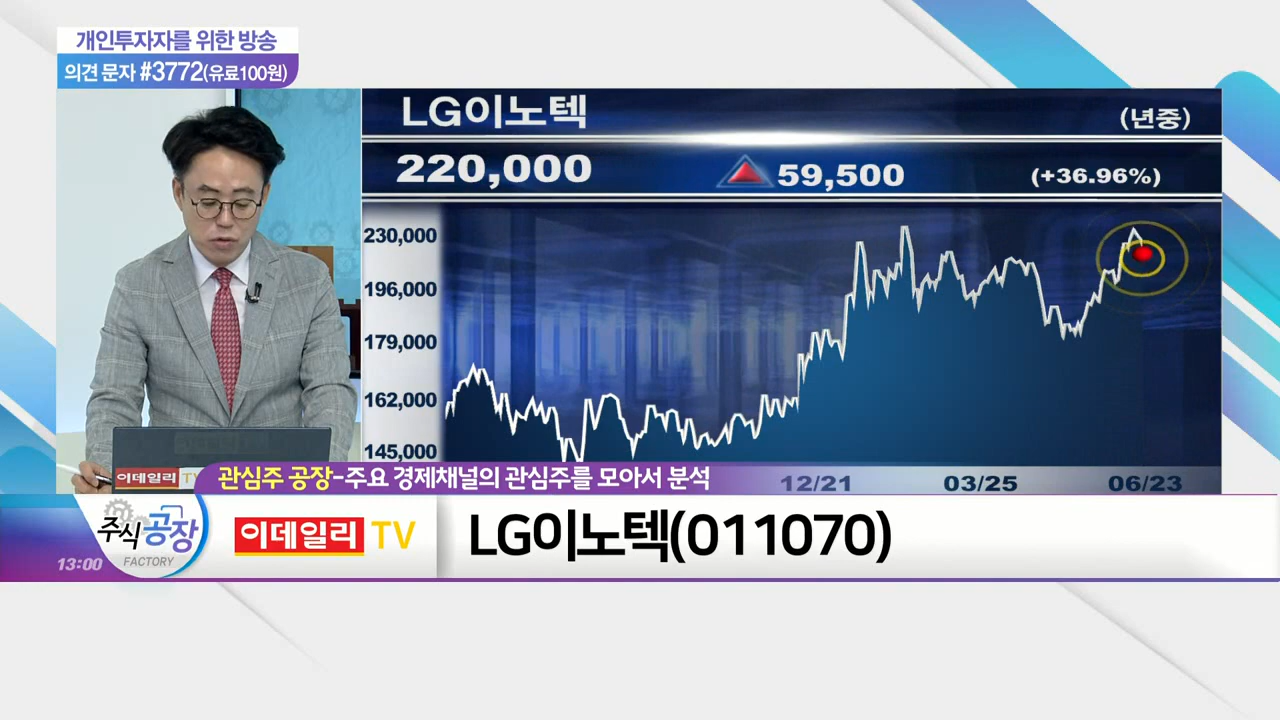 개인투자자를 위한 방송
의견 문자 #3772(유료100원)
LG이노텍 (년중)
220,000 59,500 (+36.96%)
230,000
196,000
179,000
162,000
145,000
12/21 03/25 06/23
이데일리 TV
관심주 공장-주요 경제채널의 관심주를 모아서 분석
주식공장
FACTORY
13:00
이데일리 TV
LG이노텍(011070)